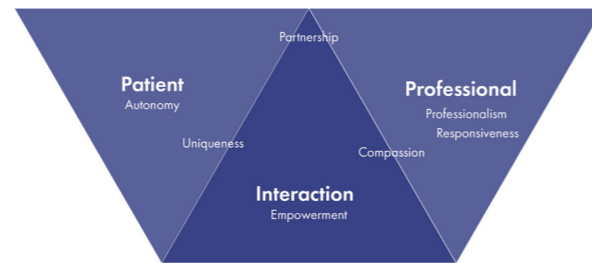 Partnership
Patient
Autonomy
Professional
Professionalism
Responsiveness
Uniqueness
Compassion
Interaction
Empowerment